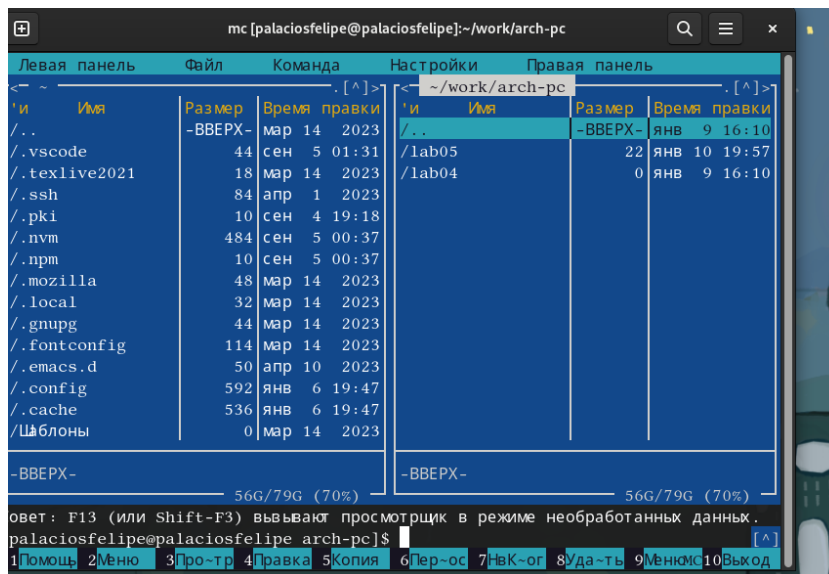 mc [palaciosfelipe@palaciosfelipe]:~/work/arch-pc
Левая панель Файл Команда Настройки Правая панель
<─ ~ ─.[^]>
'и Имя Размер Время правки
/.. -ВВЕРХ- мар 14 2023
/.vscode 44 сен 5 01:31
/.texlive2021 18 мар 14 2023
/.ssh 84 апр 1 2023
/.pki 10 сен 4 19:18
/.nvm 484 сен 5 00:37
/.npm 10 сен 5 00:37
/.mozilla 48 мар 14 2023
/.local 32 мар 14 2023
/.gnupg 44 мар 14 2023
/.fontconfig 114 мар 14 2023
/.emacs.d 50 апр 10 2023
/.config 592 янв 6 19:47
/.cache 536 янв 6 19:47
/Шаблоны 0 мар 14 2023
-ВВЕРХ-
56G/79G (70%)
<─ ~/work/arch-pc ─.[^]>
'и Имя Размер Время правки
/.. -ВВЕРХ- янв 9 16:10
/lab05 22 янв 10 19:57
/lab04 0 янв 9 16:10
-ВВЕРХ-
56G/79G (70%)
овет: F13 (или Shift-F3) вызывают просмотрщик в режиме необработанных данных.
palaciosfelipe@palaciosfelipe arch-pc]$ [^]
1Помощь 2Меню 3Про~тр 4Правка 5Копия 6Пер~ос 7НвК~ог 8Уда~ть 9МенюMC 10Выход